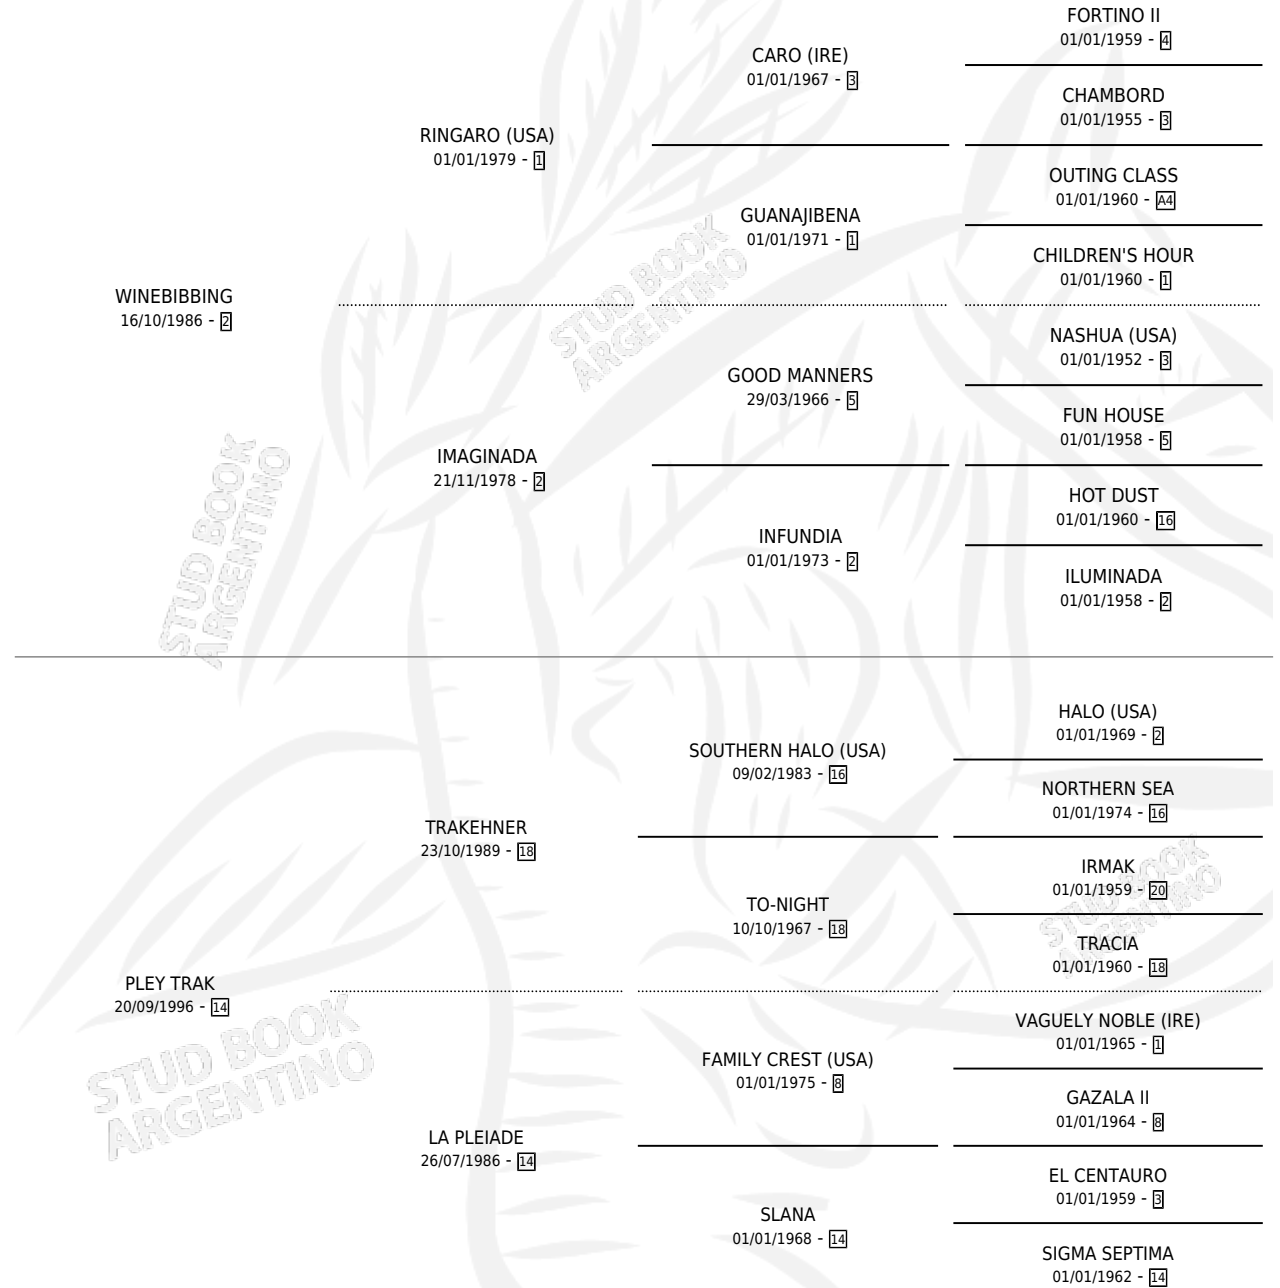 FORTINO II
01/01/1959 - 4
CARO (IRE)
01/01/1967 - 3
CHAMBORD
01/01/1955 - 3
RINGARO (USA)
01/01/1979 - 1
OUTING CLASS
01/01/1960 - A4
GUANAJIBENA
01/01/1971 - 1
CHILDREN'S HOUR
01/01/1960 - 1
WINEBIBBING
16/10/1986 - 2
NASHUA (USA)
01/01/1952 - 3
GOOD MANNERS
29/03/1966 - 5
FUN HOUSE
01/01/1958 - 5
IMAGINADA
21/11/1978 - 2
HOT DUST
01/01/1960 - 16
INFUNDIA
01/01/1973 - 2
ILUMINADA
01/01/1958 - 2
HALO (USA)
01/01/1969 - 2
SOUTHERN HALO (USA)
09/02/1983 - 16
NORTHERN SEA
01/01/1974 - 16
TRAKEHNER
23/10/1989 - 18
IRMAK
01/01/1959 - 20
TO-NIGHT
10/10/1967 - 18
TRACIA
01/01/1960 - 18
PLEY TRAK
20/09/1996 - 14
VAGUELY NOBLE (IRE)
01/01/1965 - 1
FAMILY CREST (USA)
01/01/1975 - 8
GAZALA II
01/01/1964 - 8
LA PLEIADE
26/07/1986 - 14
EL CENTAURO
01/01/1959 - 3
SLANA
01/01/1968 - 14
SIGMA SEPTIMA
01/01/1962 - 14
STUD BOOK
ARGENTINO
STUD BOOK
ARGENTINO
STUD BOOK
ARGENTINO
STUD BOOK
ARGENTINO